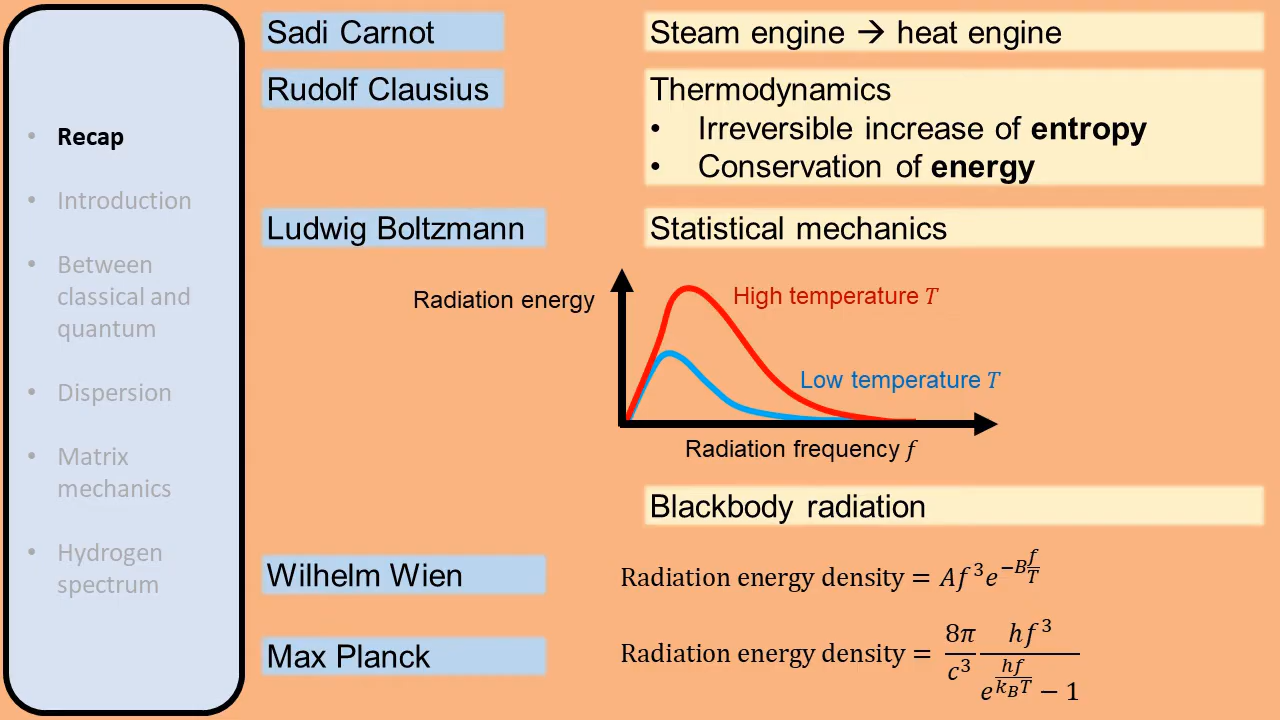 • Recap
• Introduction
• Between
classical and
quantum
• Dispersion
• Matrix
mechanics
• Hydrogen
spectrum
Sadi Carnot
Steam engine → heat engine
Rudolf Clausius
Thermodynamics
• Irreversible increase of entropy
• Conservation of energy
Ludwig Boltzmann
Statistical mechanics
Radiation energy
High temperature T
Low temperature T
Radiation frequency f
Blackbody radiation
Wilhelm Wien
Radiation energy density = Af³e^(−B f/T)
Max Planck
Radiation energy density = (8π/c³) (hf³)/(e^(hf/(k_B T)) − 1)